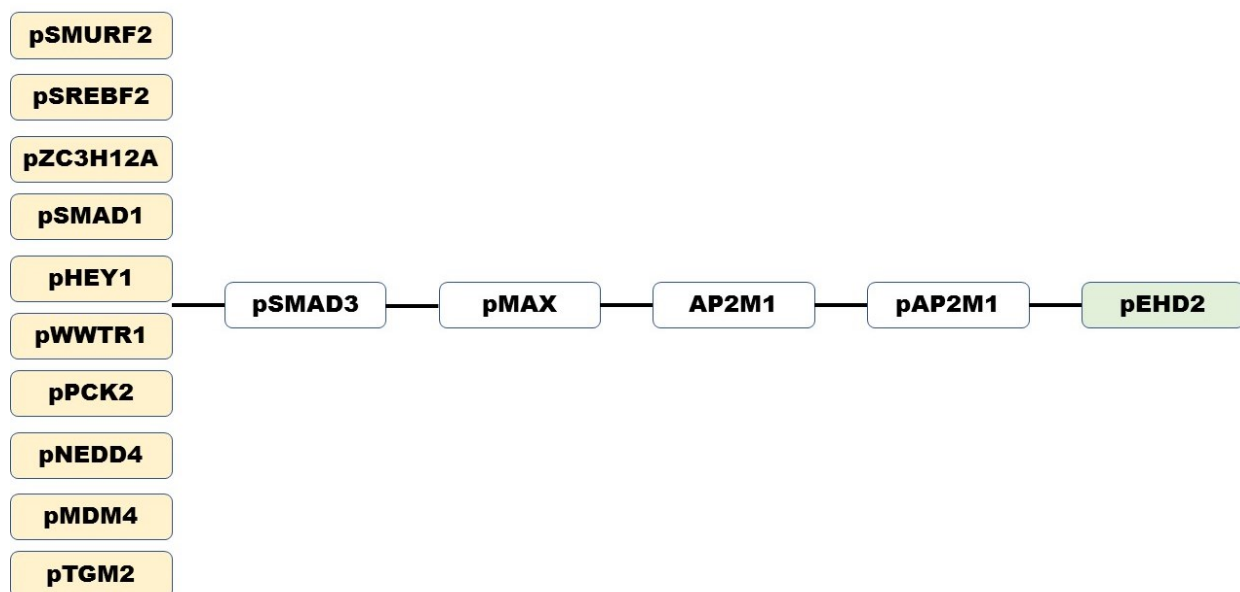 pSMURF2
pSREBF2
pZC3H12A
pSMAD1
pHEY1
pWWTR1
pPCK2
pNEDD4
pMDM4
pTGM2
pSMAD3
pMAX
AP2M1
pAP2M1
pEHD2